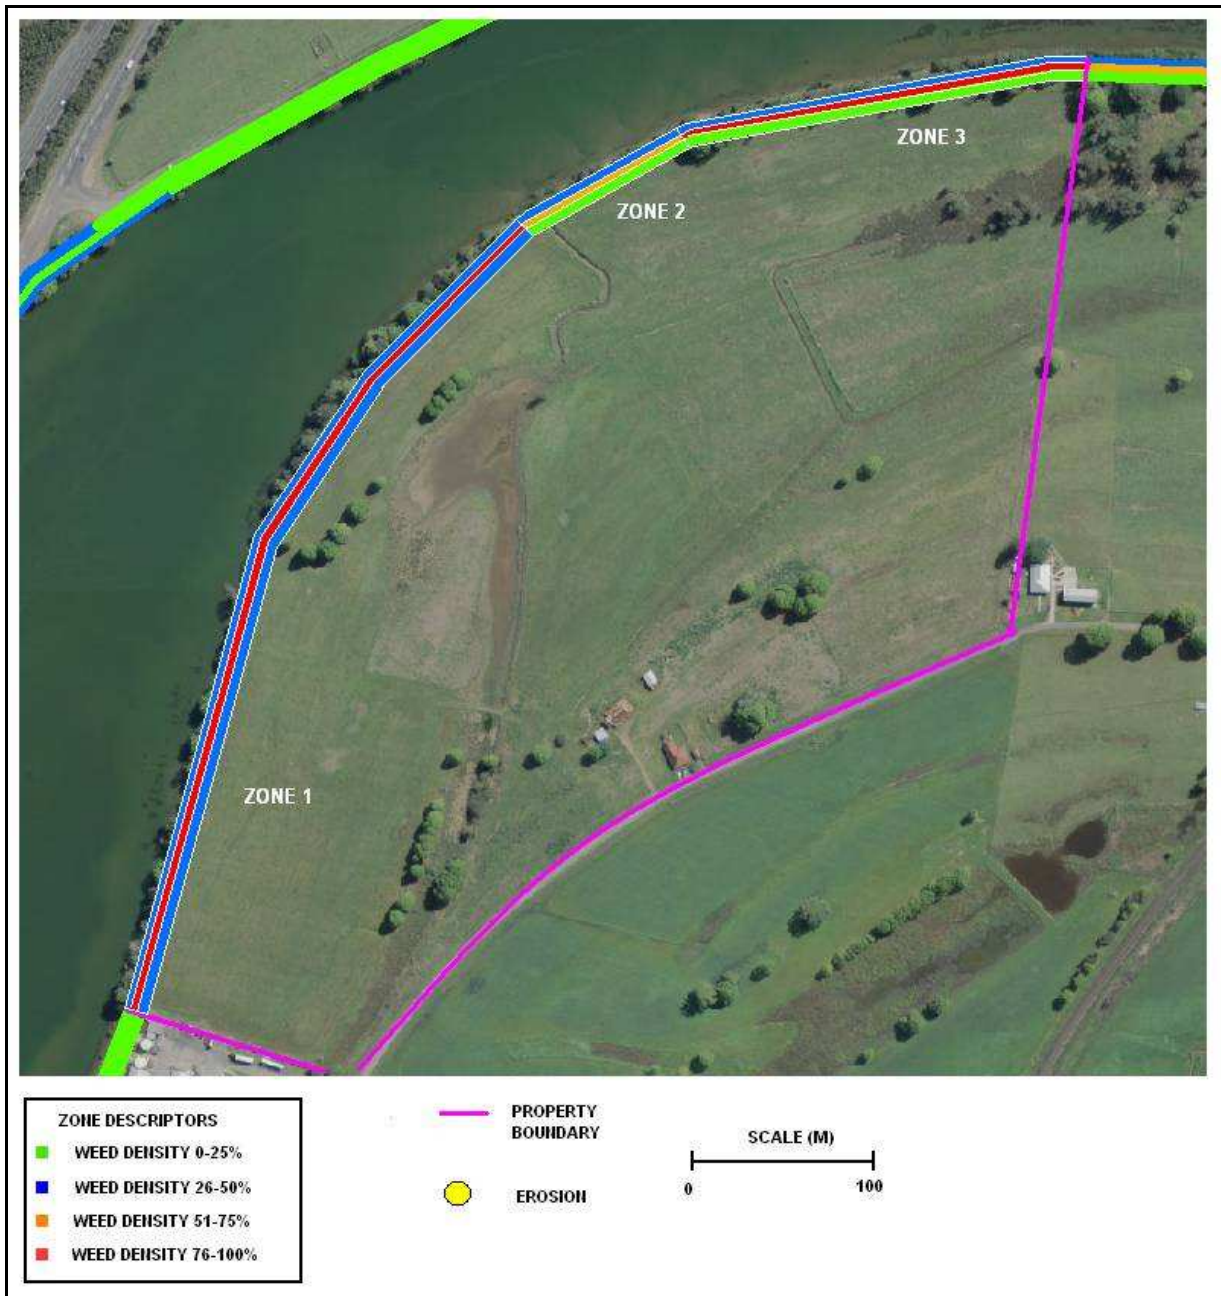 ZONE 3
ZONE 2
ZONE 1
ZONE DESCRIPTORS
WEED DENSITY 0-25%
WEED DENSITY 26-50%
WEED DENSITY 51-75%
WEED DENSITY 76-100%
PROPERTY
BOUNDARY
EROSION
SCALE (M)
0 100